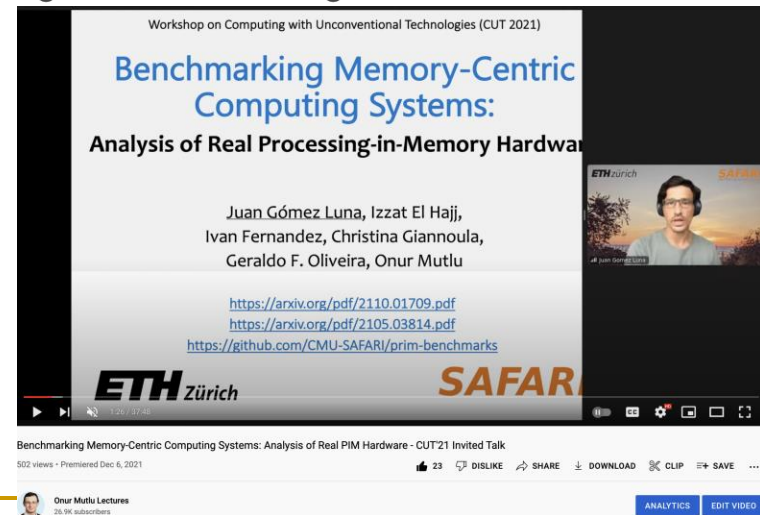 Workshop on Computing with Unconventional Technologies (CUT 2021)
Benchmarking Memory-Centric
Computing Systems:
Analysis of Real Processing-in-Memory Hardwa
Juan Gómez Luna, Izzat El Hajj,
Ivan Fernandez, Christina Giannoula,
Geraldo F. Oliveira, Onur Mutlu
https://arxiv.org/pdf/2110.01709.pdf
https://arxiv.org/pdf/2105.03814.pdf
https://github.com/CMU-SAFARI/prim-benchmarks
ETH zürich
SAFARI
ETH zürich
SAFARI
Juan Gómez Luna
1:26 / 37:48
Benchmarking Memory-Centric Computing Systems: Analysis of Real PIM Hardware - CUT'21 Invited Talk
502 views • Premiered Dec 6, 2021
23 DISLIKE SHARE DOWNLOAD CLIP SAVE ...
Onur Mutlu Lectures
26.9K subscribers
ANALYTICS EDIT VIDEO